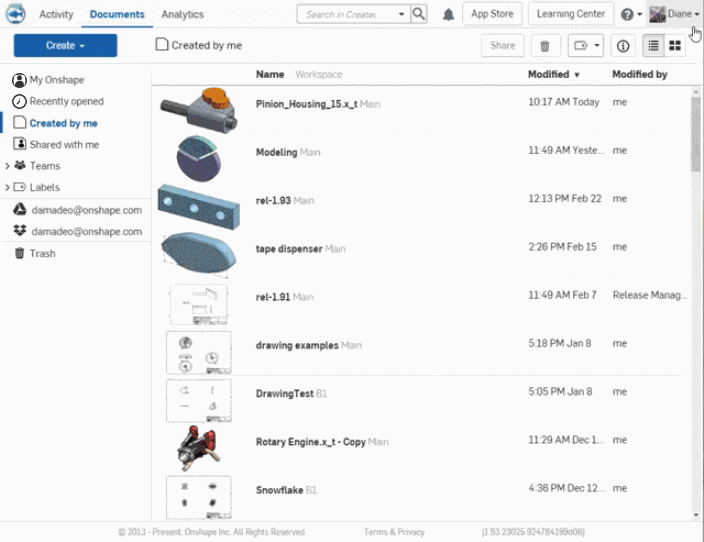 Activity Documents Analytics Search in Created App Store Learning Center Diane
Create Created by me Share
Name Workspace Modified Modified by
My Onshape
Recently opened
Created by me
Shared with me
Teams
Labels
damadeo@onshape.com
damadeo@onshape.com
Trash
Pinion_Housing_15.x_t Main 10:17 AM Today me
Modeling Main 11:49 AM Yeste... me
rel-1.93 Main 12:13 PM Feb 22 me
tape dispenser Main 2:26 PM Feb 15 me
rel-1.91 Main 11:49 AM Feb 7 Release Manag...
drawing examples Main 5:18 PM Jan 8 me
DrawingTest B1 5:05 PM Jan 8 me
Rotary Engine.x_t - Copy Main 11:29 AM Dec 1... me
Snowflake B1 4:36 PM Dec 12... me
© 2013 - Present, Onshape Inc. All Rights Reserved. Terms & Privacy (1.93.23025.924784199d06)